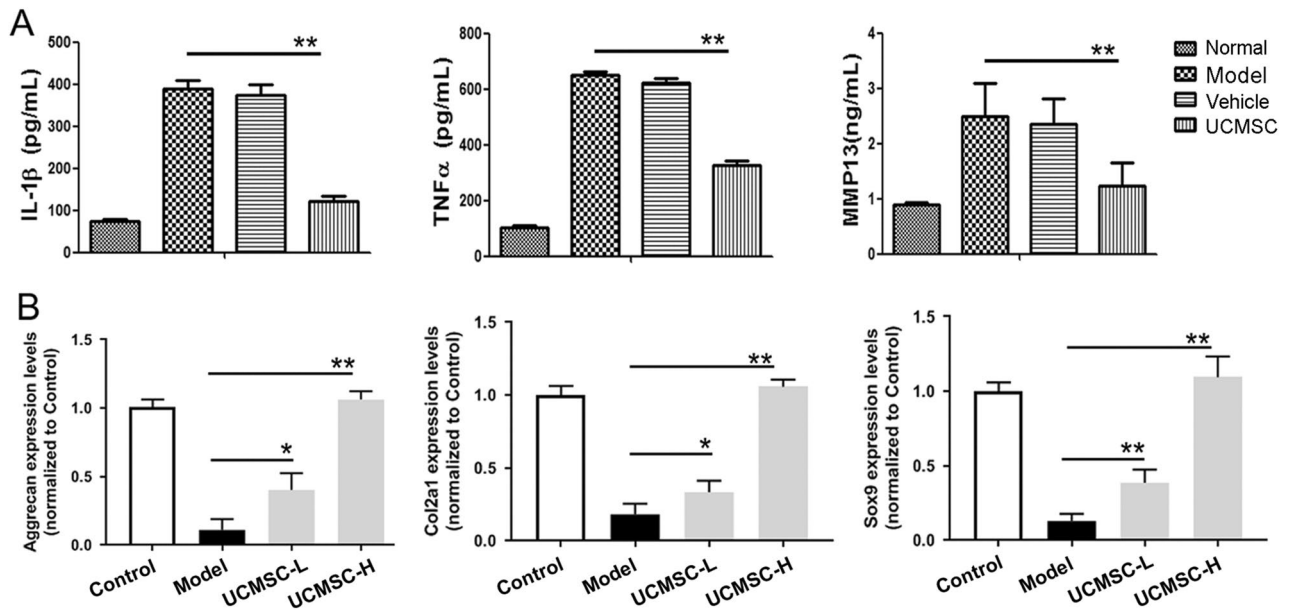 A
IL-1β (pg/mL)
500
400
300
200
100
0
**
TNFα (pg/mL)
800
600
400
200
0
**
MMP13(ng/mL)
4
3
2
1
0
**
Normal
Model
Vehicle
UCMSC
B
Aggrecan expression levels
(normalized to Control)
1.5
1.0
0.5
0.0
*
**
Control
Model
UCMSC-L
UCMSC-H
Col2a1 expression levels
(normalized to Control)
1.5
1.0
0.5
0.0
*
**
Control
Model
UCMSC-L
UCMSC-H
Sox9 expression levels
(normalized to Control)
1.5
1.0
0.5
0.0
**
**
Control
Model
UCMSC-L
UCMSC-H